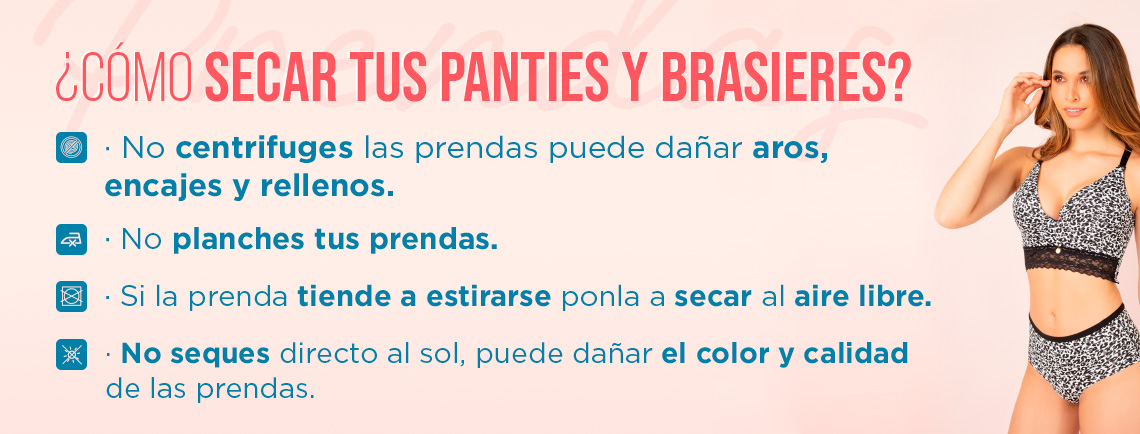 Prendas
¿CÓMO SECAR TUS PANTIES Y BRASIERES?
· No centrifuges las prendas puede dañar aros,
encajes y rellenos.
· No planches tus prendas.
· Si la prenda tiende a estirarse ponla a secar al aire libre.
· No seques directo al sol, puede dañar el color y calidad
de las prendas.